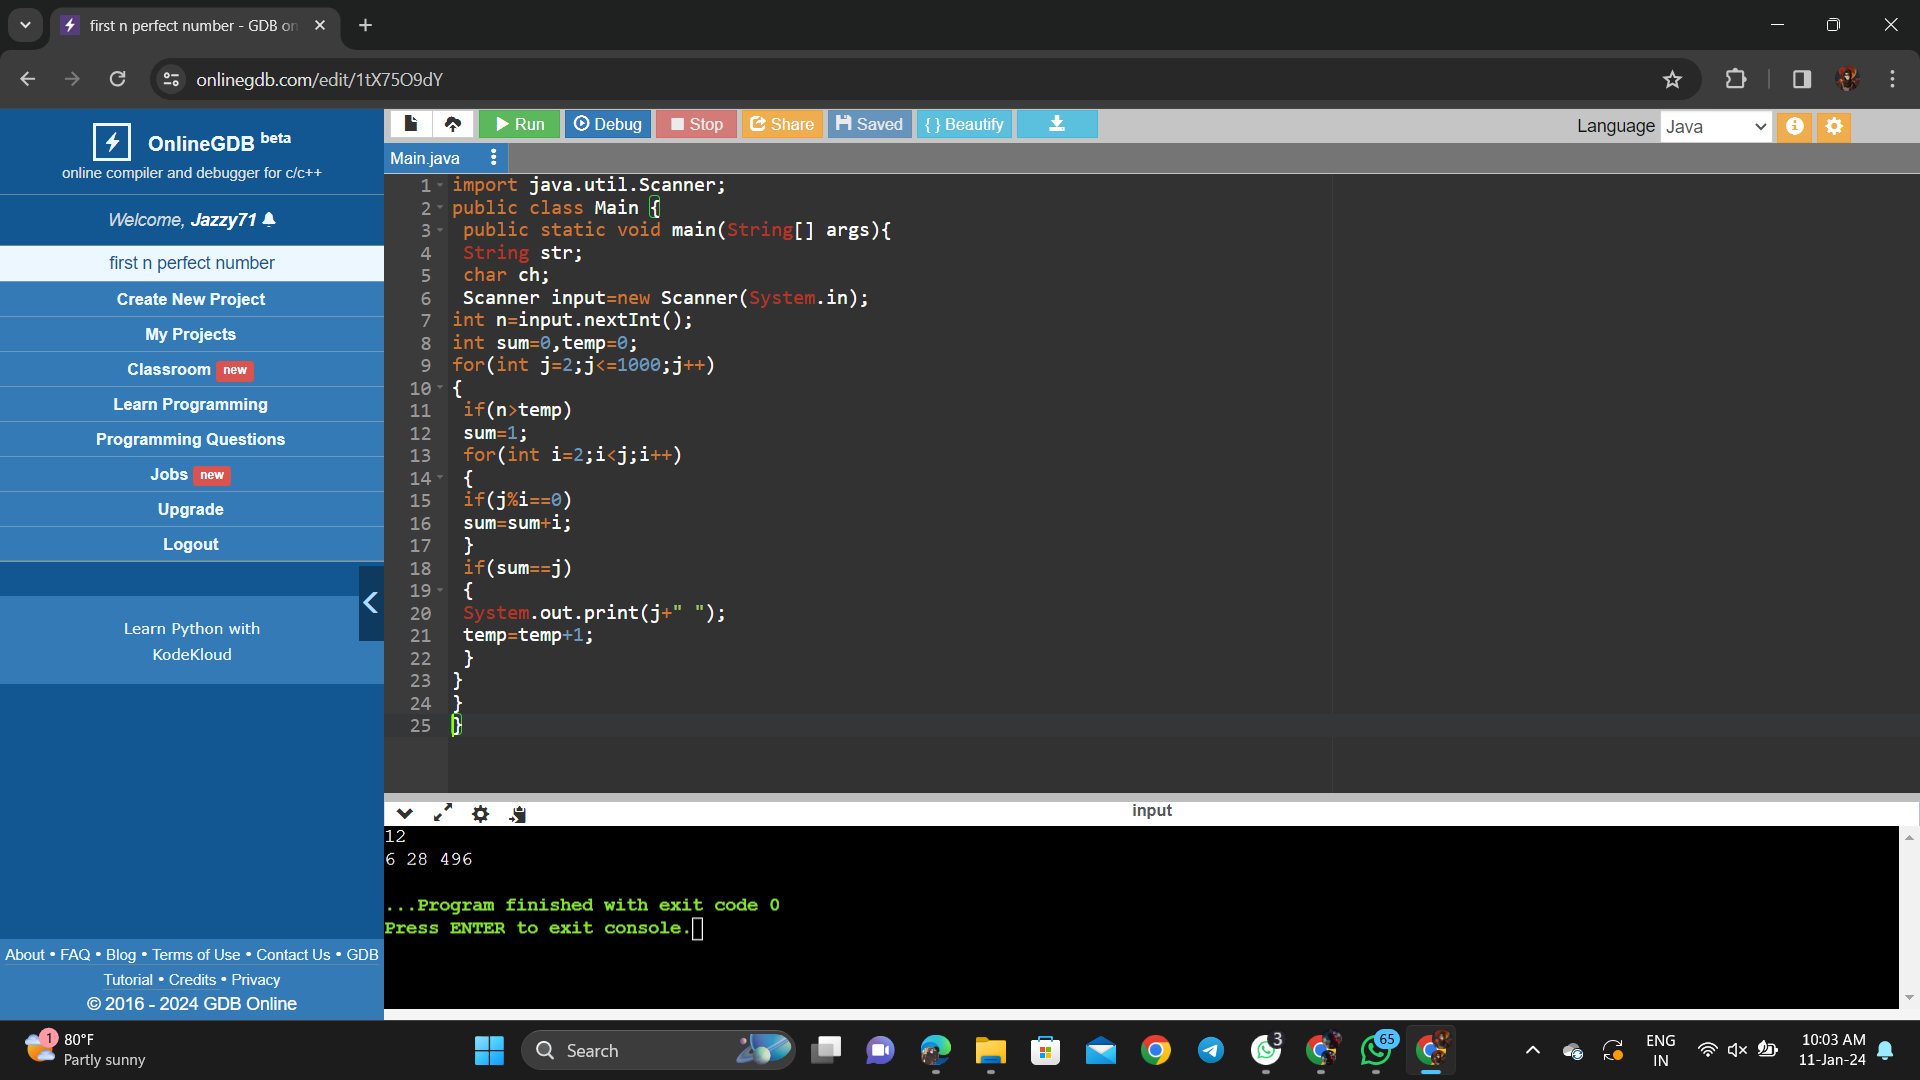 first n perfect number - GDB on
onlinegdb.com/edit/1tX75O9dY
OnlineGDB beta
online compiler and debugger for c/c++
Welcome, Jazzy71
first n perfect number
Create New Project
My Projects
Classroom new
Learn Programming
Programming Questions
Jobs new
Upgrade
Logout
Learn Python with
KodeKloud
About • FAQ • Blog • Terms of Use • Contact Us • GDB
Tutorial • Credits • Privacy
© 2016 - 2024 GDB Online
Run Debug Stop Share Saved { } Beautify
Language Java
Main.java
1 import java.util.Scanner;
2 public class Main {
3 public static void main(String[] args){
4 String str;
5 char ch;
6 Scanner input=new Scanner(System.in);
7 int n=input.nextInt();
8 int sum=0,temp=0;
9 for(int j=2;j<=1000;j++)
10 {
11 if(n>temp)
12 sum=1;
13 for(int i=2;i<j;i++)
14 {
15 if(j%i==0)
16 sum=sum+i;
17 }
18 if(sum==j)
19 {
20 System.out.print(j+" ");
21 temp=temp+1;
22 }
23 }
24 }
25 }
input
12
6 28 496
...Program finished with exit code 0
Press ENTER to exit console.
1
80°F
Partly sunny
Search
3
65
ENG
IN
10:03 AM
11-Jan-24